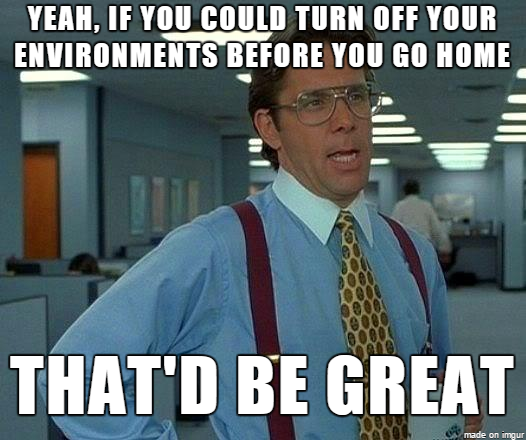 YEAH, IF YOU COULD TURN OFF YOUR
ENVIRONMENTS BEFORE YOU GO HOME
THAT'D BE GREAT
made on imgur